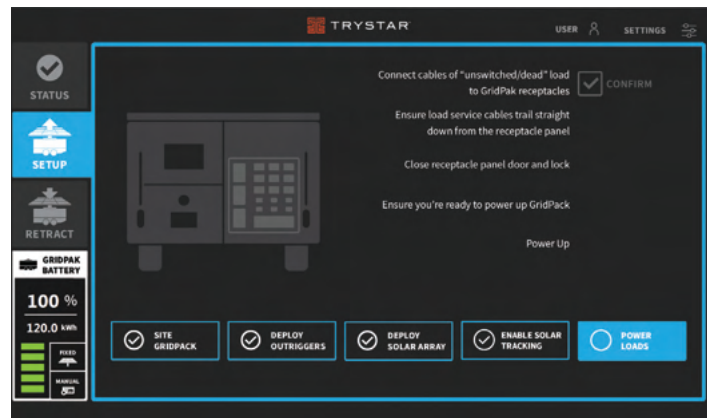 TRYSTAR
USER
SETTINGS
STATUS
SETUP
RETRACT
GRIDPAK
BATTERY
100 %
120.0 kWh
FIXED
MANUAL
Connect cables of "unswitched/dead" load
to GridPak receptacles
CONFIRM
Ensure load service cables trail straight
down from the receptacle panel
Close receptacle panel door and lock
Ensure you're ready to power up GridPack
Power Up
SITE
GRIDPACK
DEPLOY
OUTRIGGERS
DEPLOY
SOLAR ARRAY
ENABLE SOLAR
TRACKING
POWER
LOADS